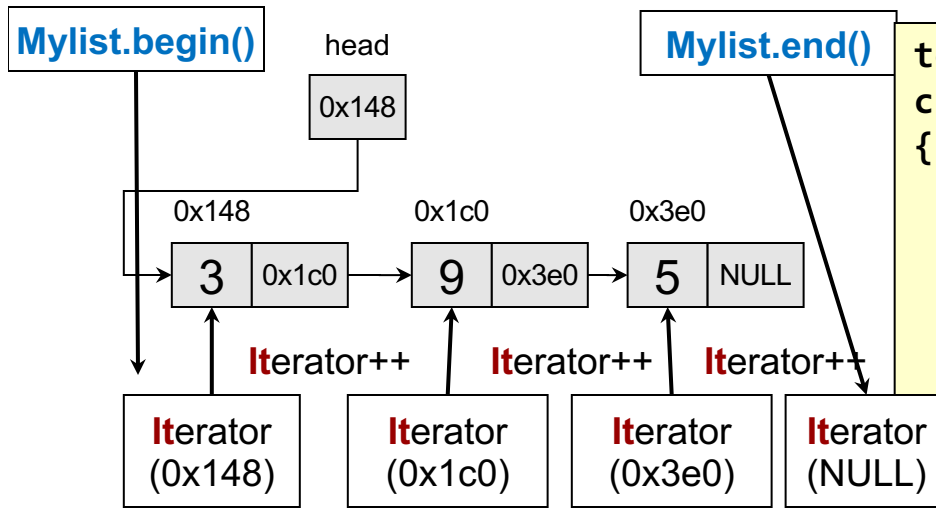 Mylist.begin()
head
Mylist.end()
t
c
{
0x148
0x148
0x1c0
0x3e0
3
0x1c0
9
0x3e0
5
NULL
Iterator++
Iterator++
Iterator++
Iterator
(0x148)
Iterator
(0x1c0)
Iterator
(0x3e0)
Iterator
(NULL)